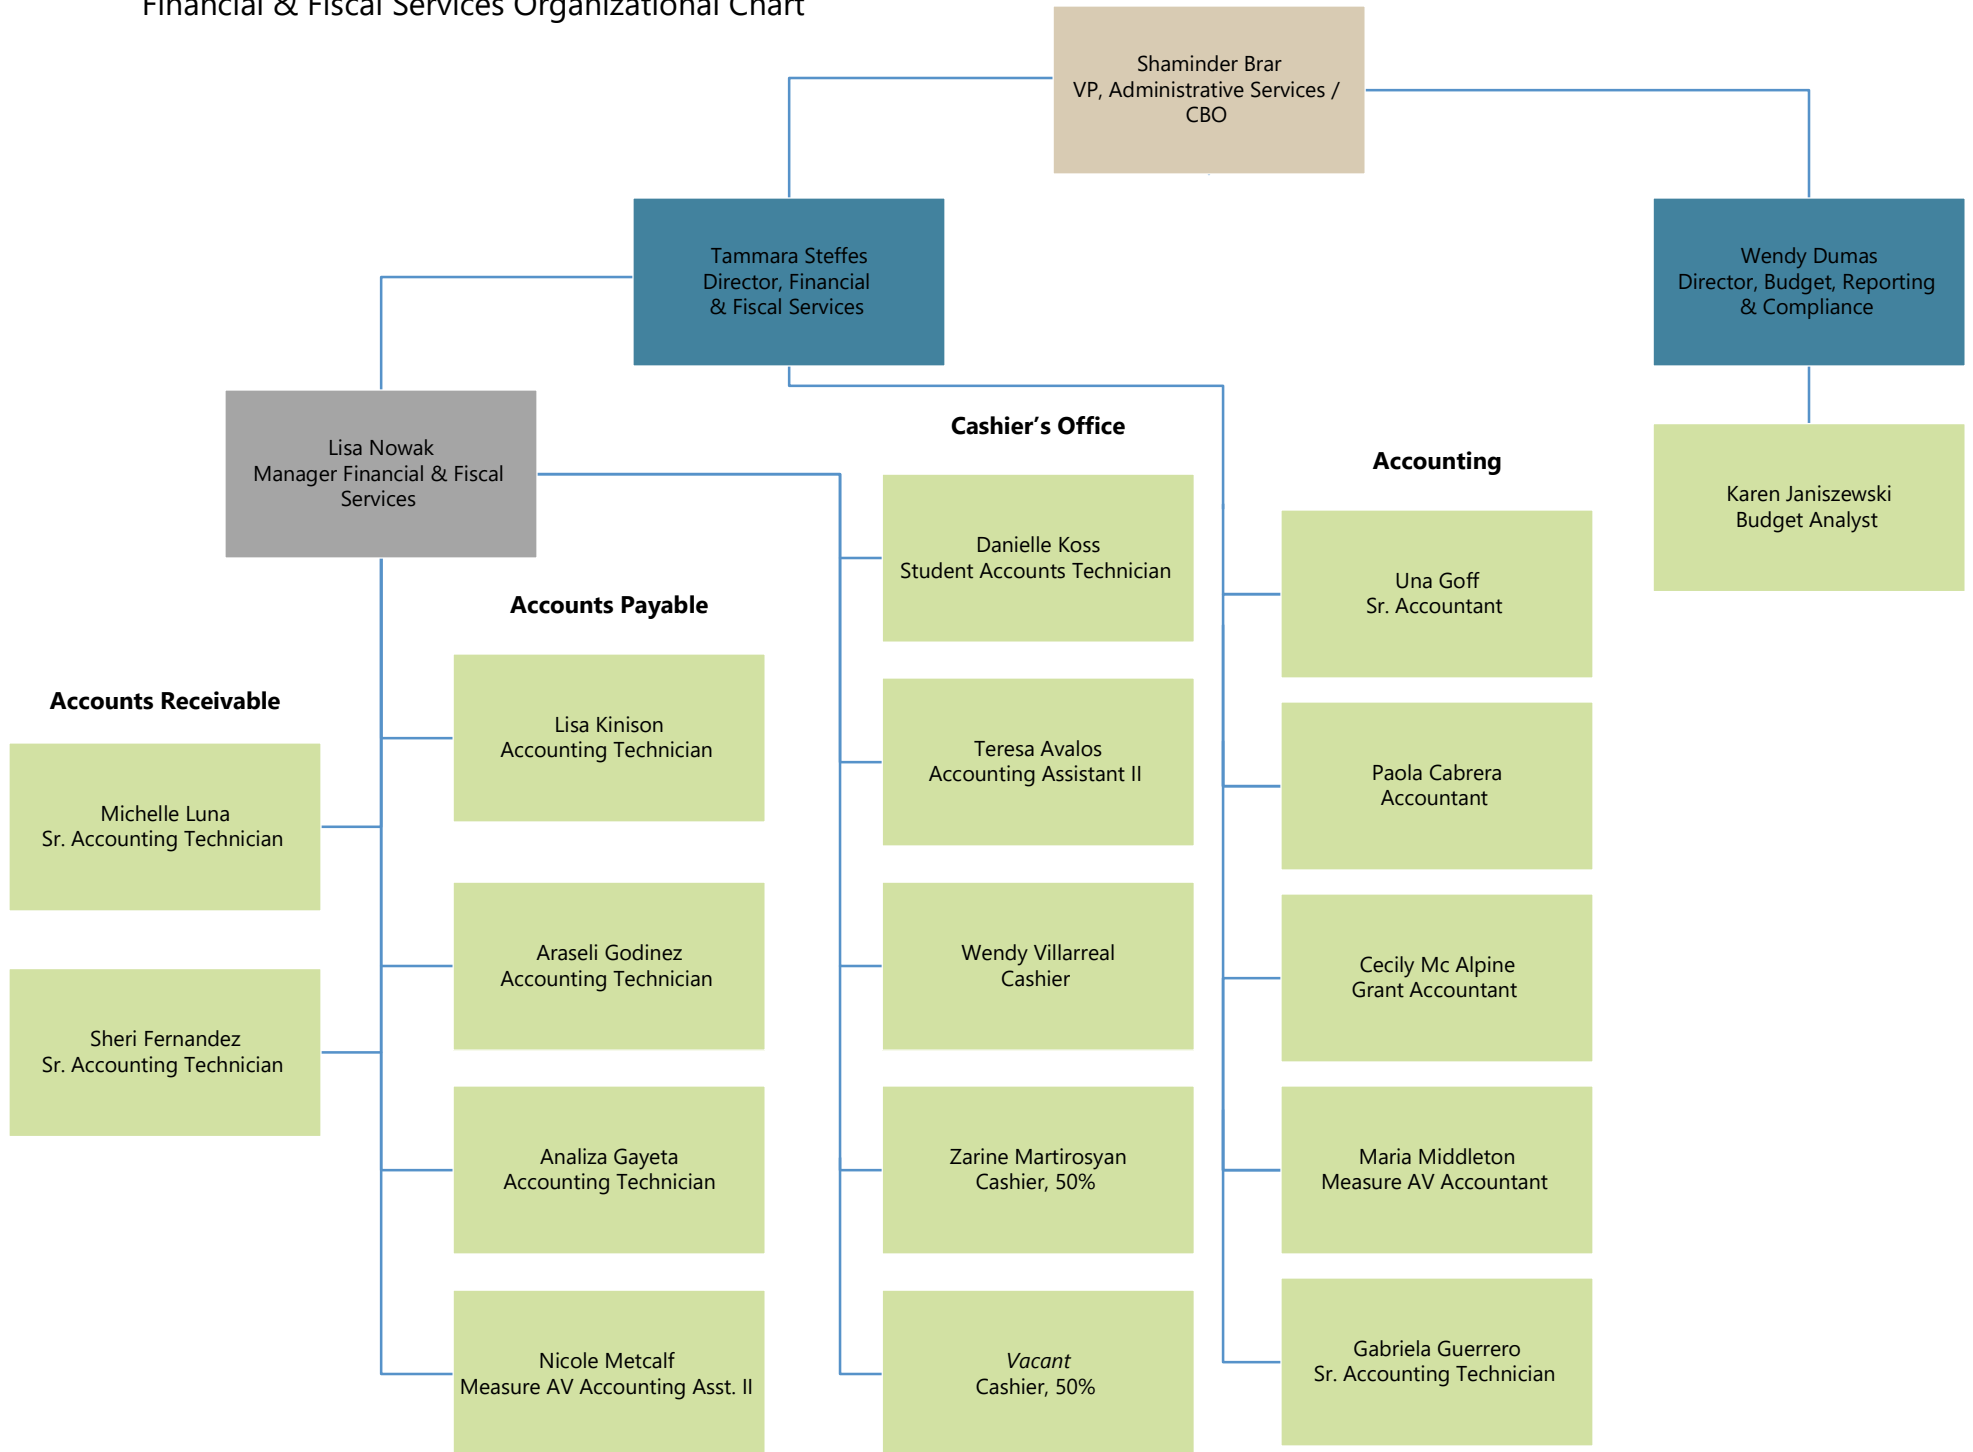 Financial & Fiscal Services Organizational Chart
Shaminder Brar
VP, Administrative Services /
CBO
Tammara Steffes
Director, Financial
& Fiscal Services
Wendy Dumas
Director, Budget, Reporting
& Compliance
Lisa Nowak
Manager Financial & Fiscal
Services
Karen Janiszewski
Budget Analyst
Accounts Receivable
Michelle Luna
Sr. Accounting Technician
Sheri Fernandez
Sr. Accounting Technician
Accounts Payable
Lisa Kinison
Accounting Technician
Araseli Godinez
Accounting Technician
Analiza Gayeta
Accounting Technician
Nicole Metcalf
Measure AV Accounting Asst. II
Cashier’s Office
Danielle Koss
Student Accounts Technician
Teresa Avalos
Accounting Assistant II
Wendy Villarreal
Cashier
Zarine Martirosyan
Cashier, 50%
Vacant
Cashier, 50%
Accounting
Una Goff
Sr. Accountant
Paola Cabrera
Accountant
Cecily Mc Alpine
Grant Accountant
Maria Middleton
Measure AV Accountant
Gabriela Guerrero
Sr. Accounting Technician